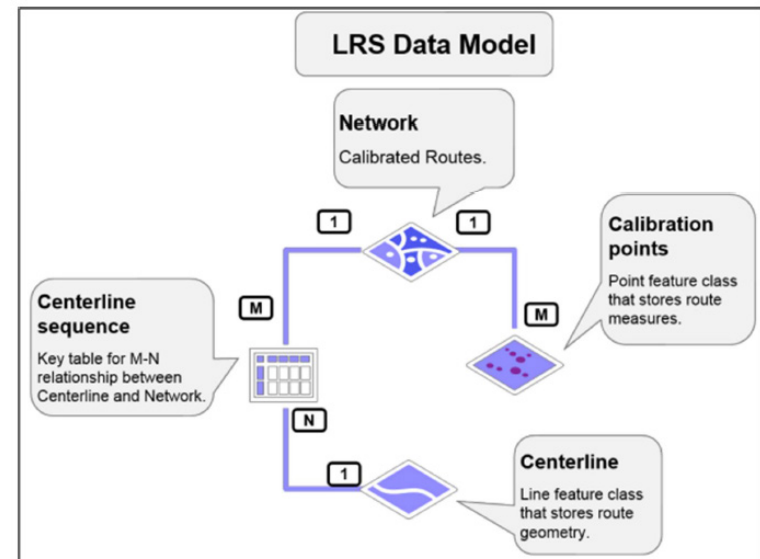 LRS Data Model
Network
Calibrated Routes.
1
1
Calibration
points
Point feature class
that stores route
measures.
M
M
Centerline
sequence
Key table for M-N
relationship between
Centerline and Network.
N
1
Centerline
Line feature class
that stores route
geometry.